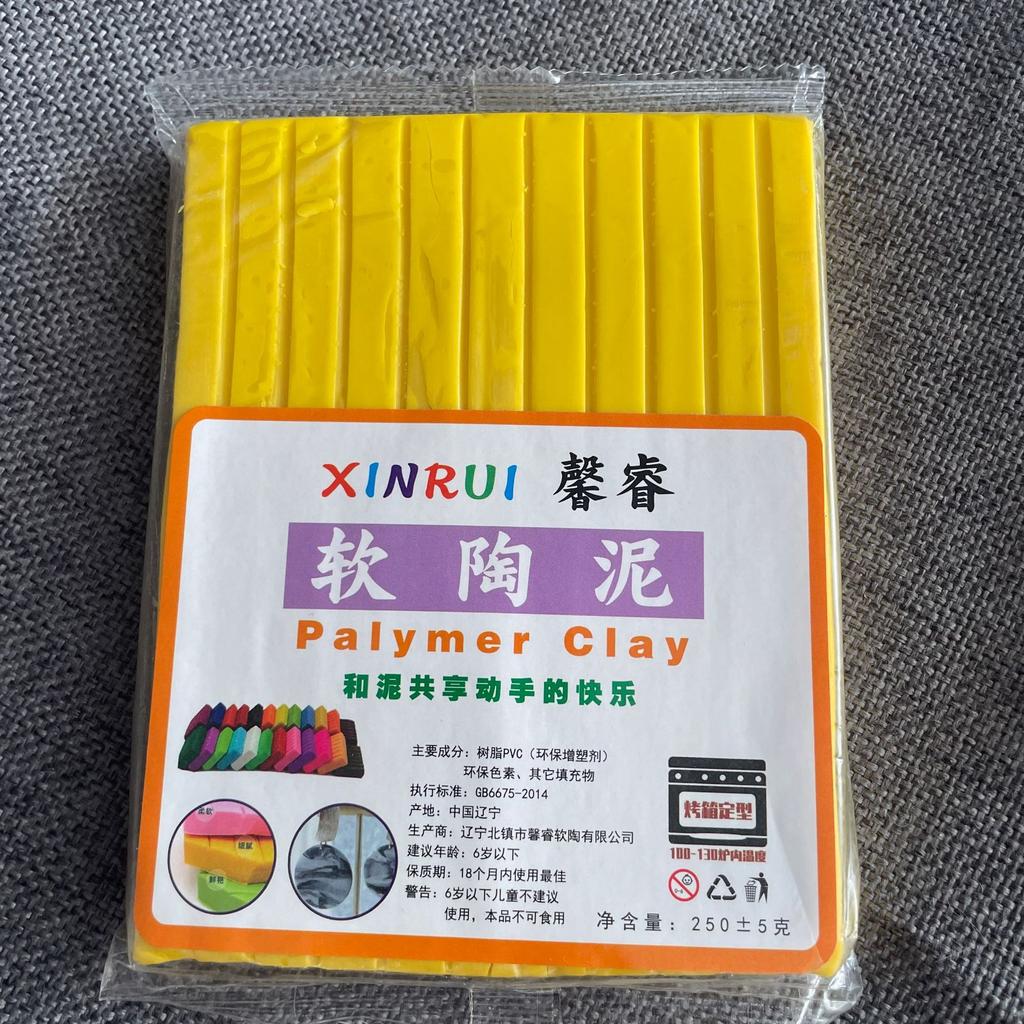 XINRUI 馨睿
软陶泥
Palymer Clay
和泥共享动手的快乐
主要成分：树脂PVC（环保增塑剂）
环保色素、其它填充物
执行标准：GB6675-2014
产地：中国辽宁
生产商：辽宁北镇市馨睿软陶有限公司
建议年龄：6岁以下
保质期：18个月内使用最佳
警告：6岁以下儿童不建议
使用，本品不可食用
柔软
细腻
鲜艳
烤箱定型
100-130炉内温度
净含量：250±5克